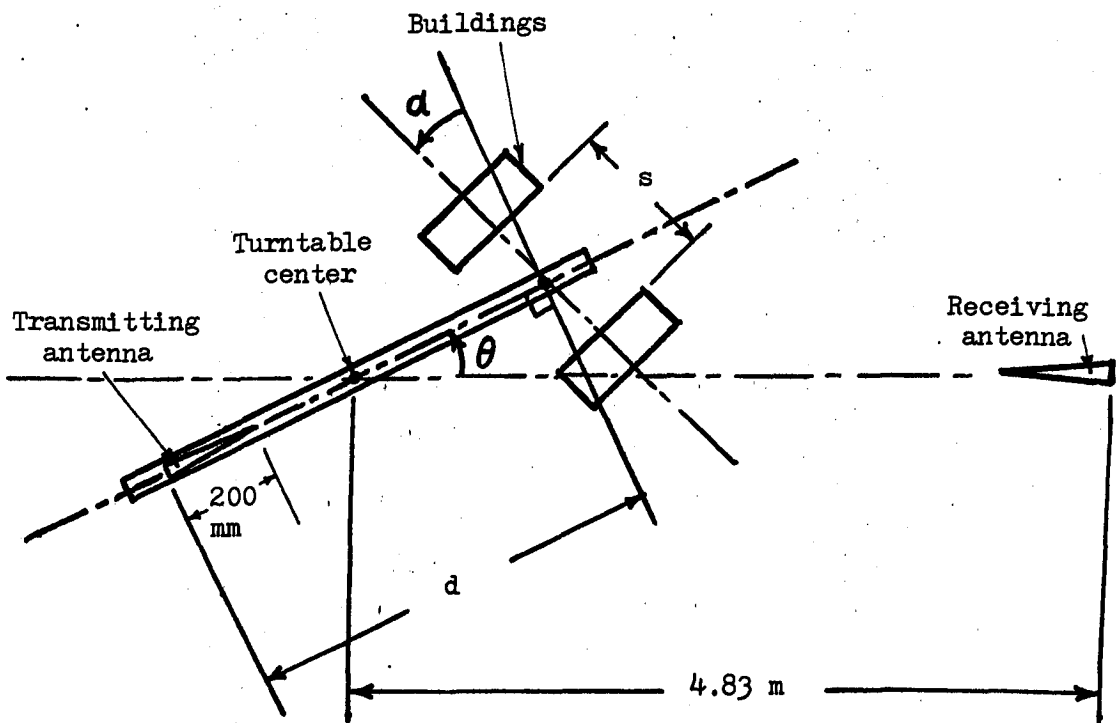 Buildings
α
s
Turntable
center
Transmitting
antenna
Receiving
antenna
θ
200
mm
d
4.83 m